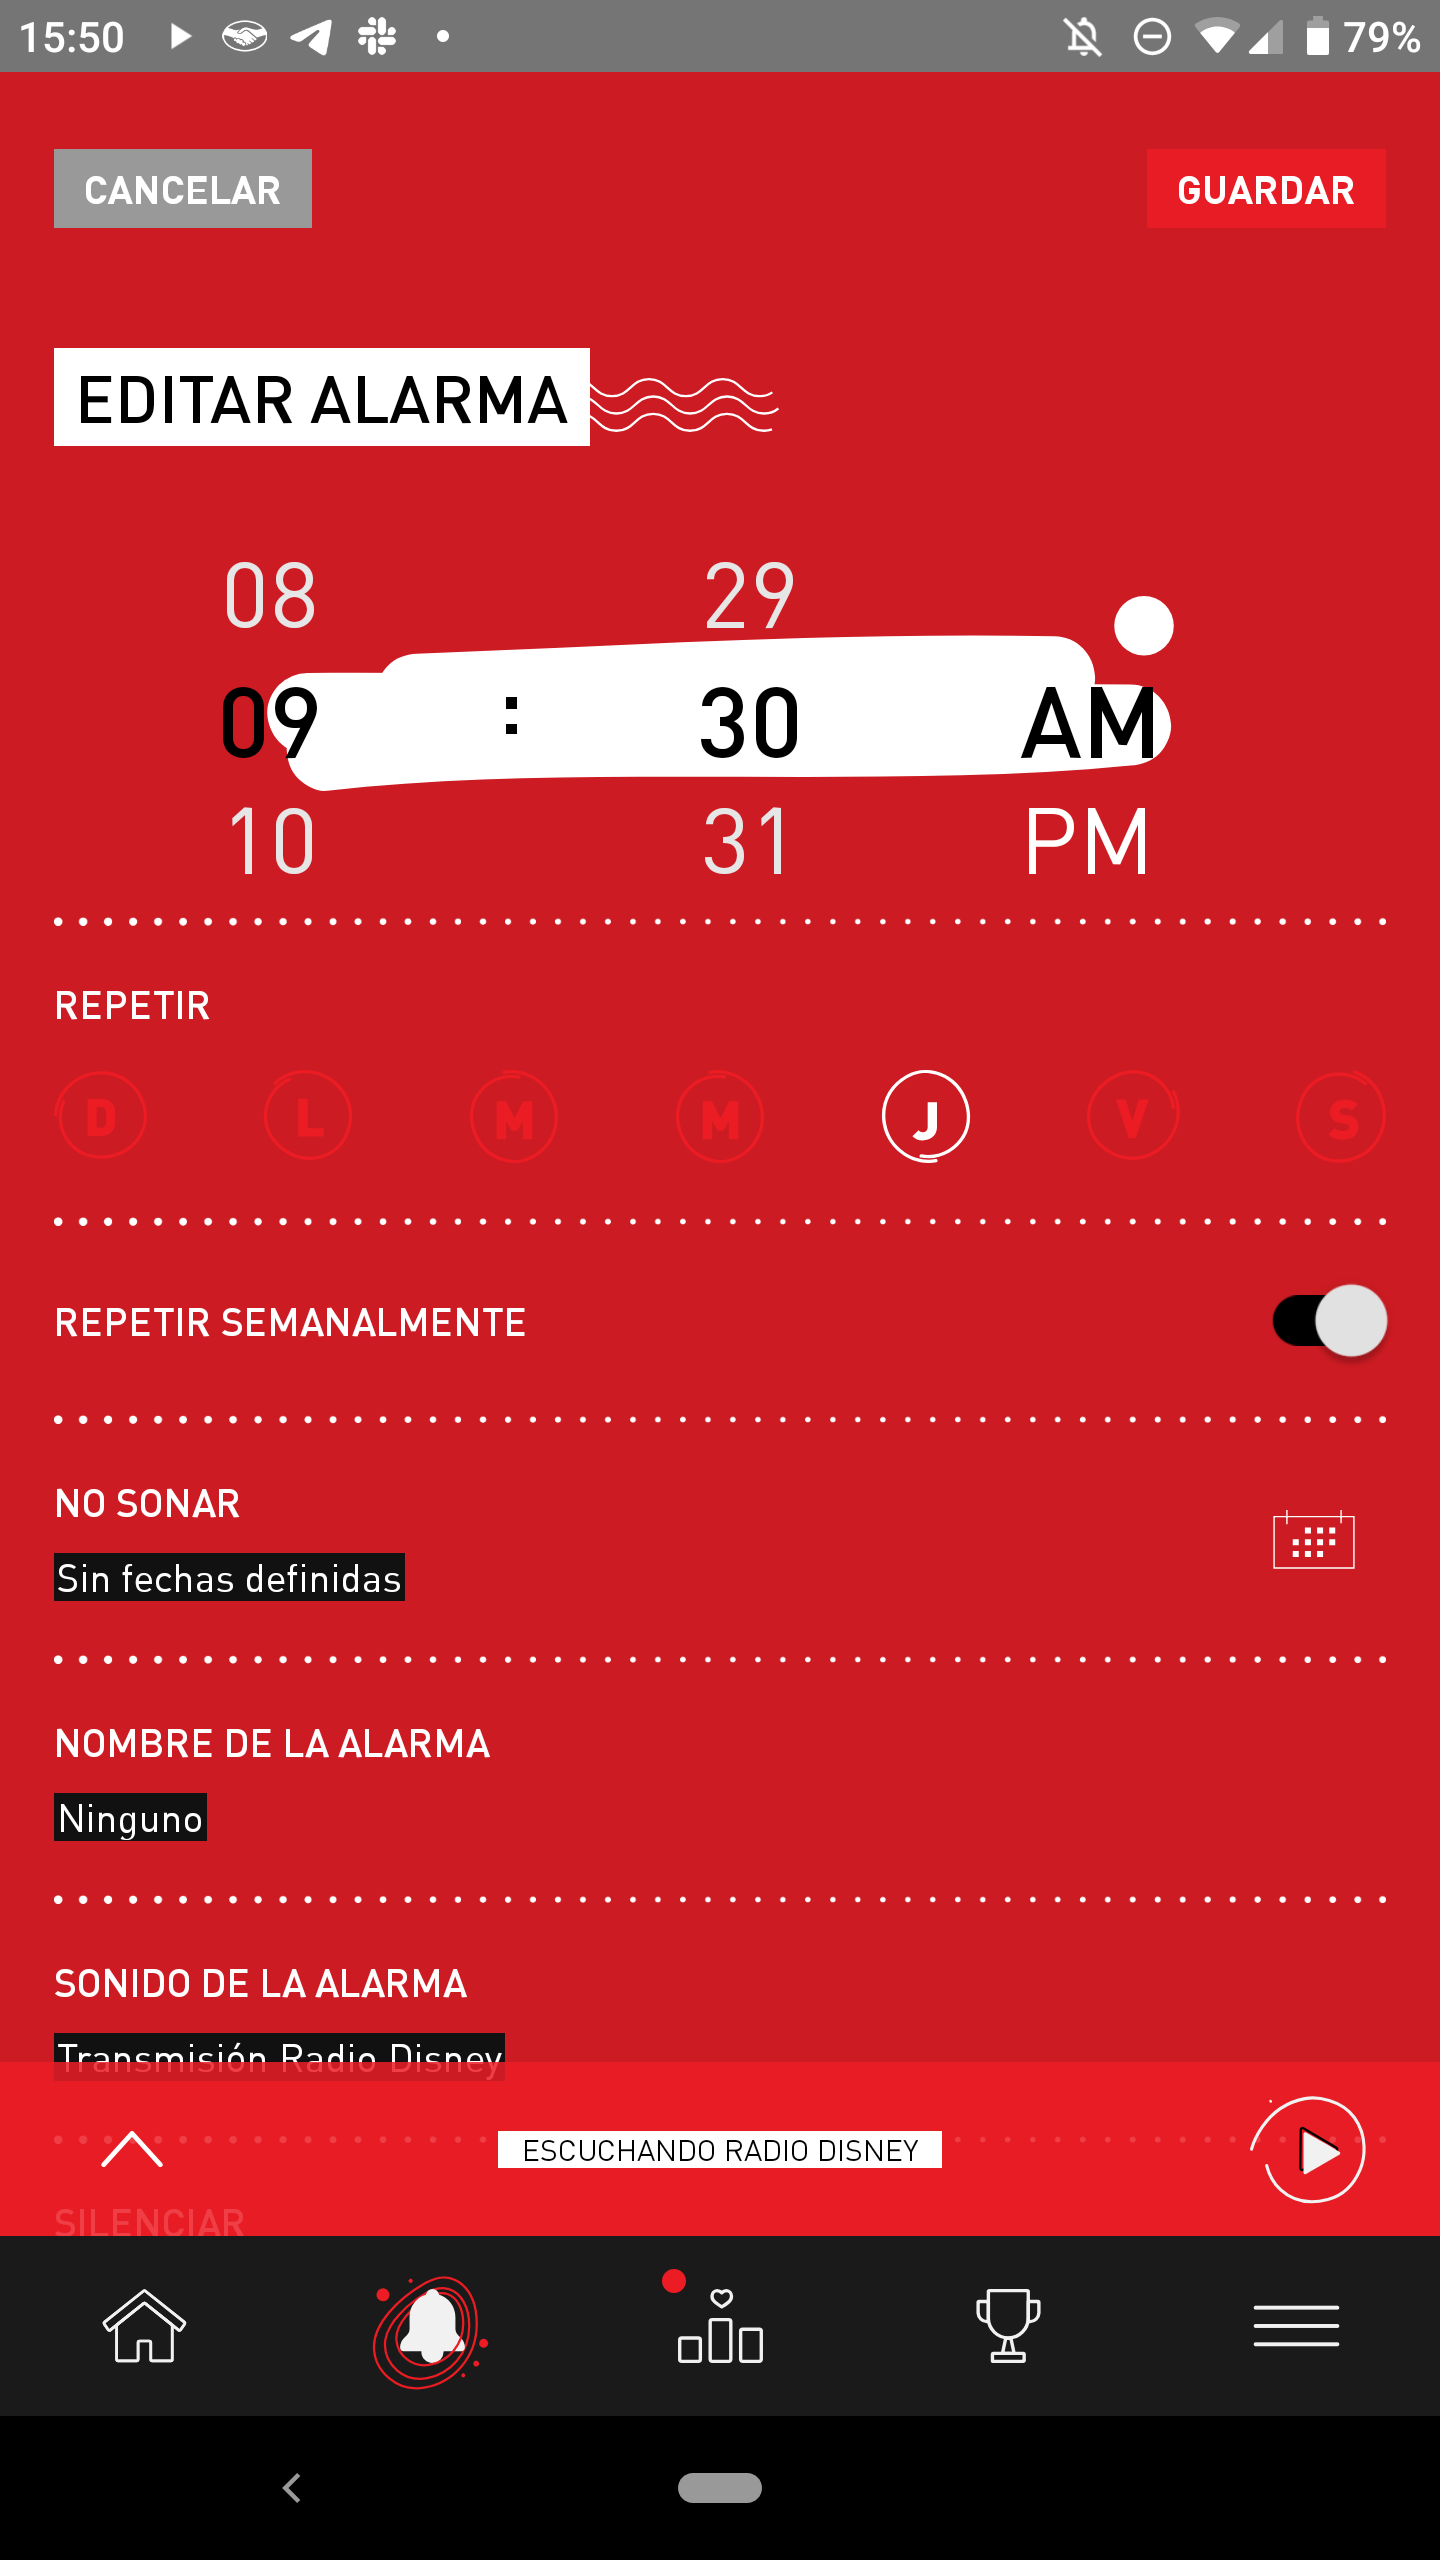 15:50 79%
CANCELAR GUARDAR
EDITAR ALARMA
08 29
09 : 30 AM
10 31 PM
REPETIR
D L M M J V S
REPETIR SEMANALMENTE
NO SONAR
Sin fechas definidas
NOMBRE DE LA ALARMA
Ninguno
SONIDO DE LA ALARMA
Transmisión Radio Disney
ESCUCHANDO RADIO DISNEY
SILENCIAR